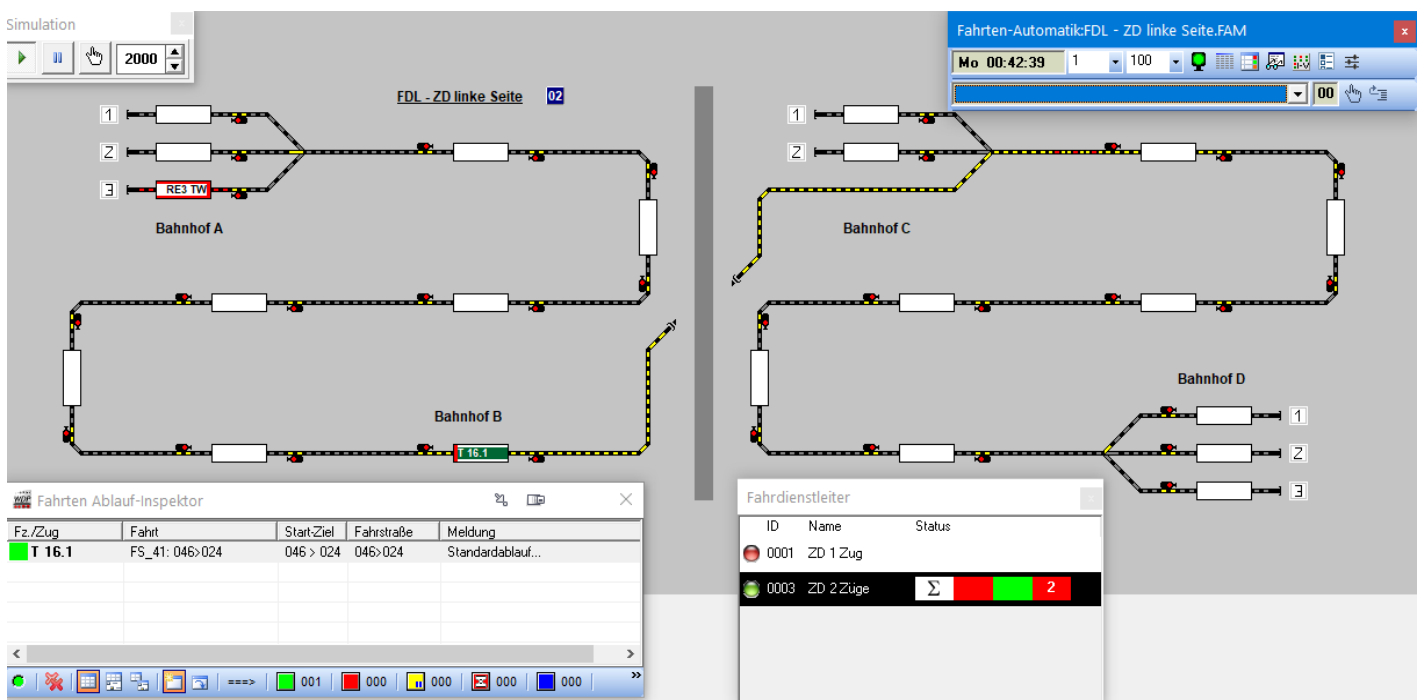 Simulation
2000
Fahrten-Automatik:FDL - ZD linke Seite.FAM
x
Mo 00:42:39 1 100
00
FDL - ZD linke Seite 02
1
2
3 RE3 TW
Bahnhof A
1
2
Bahnhof C
Bahnhof B
T 16.1
Bahnhof D
1
2
3
Fahrten Ablauf-Inspektor
Fz./Zug Fahrt Start-Ziel Fahrstraße Meldung
T 16.1 FS_41: 046>024 046 > 024 046>024 Standardablauf...
===> 001 000 000 000 000 »
Fahrdienstleiter
ID Name Status
0001 ZD 1 Zug
0003 ZD 2 Züge Σ 2